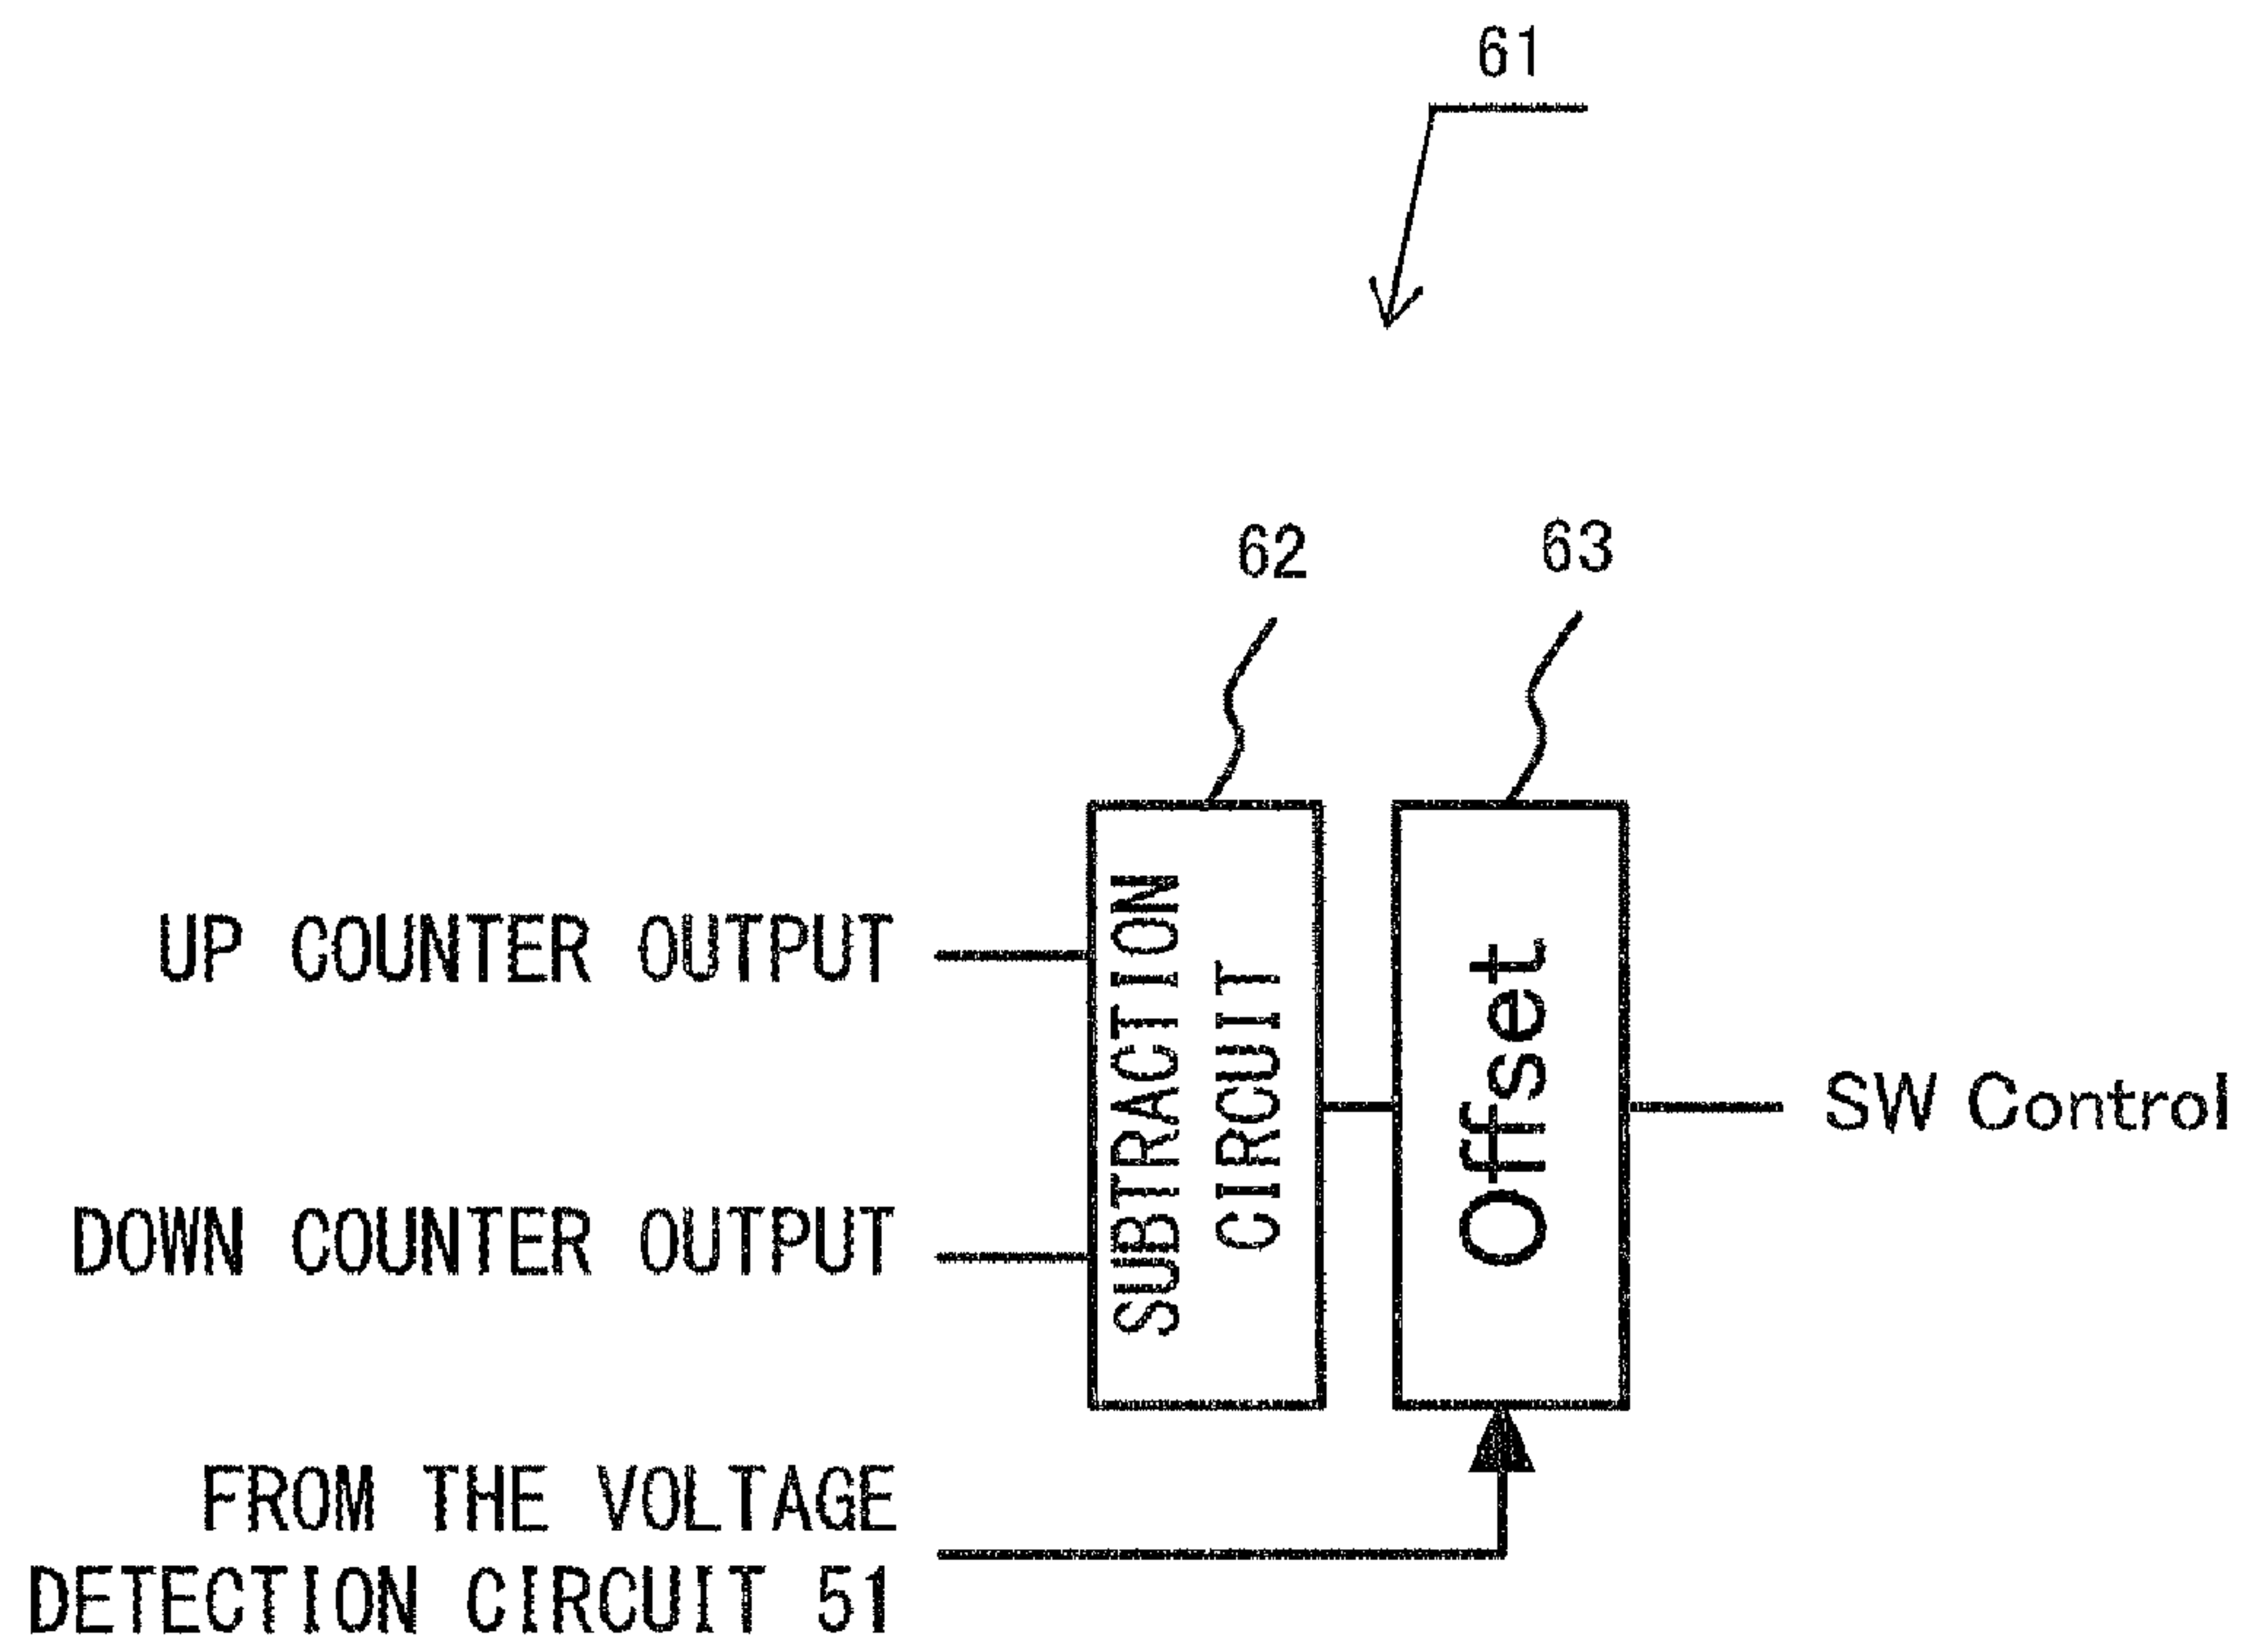 61
62
63
UP COUNTER OUTPUT
DOWN COUNTER OUTPUT
SUBTRACTION
CIRCUIT
Offset
SW Control
FROM THE VOLTAGE
DETECTION CIRCUIT 51